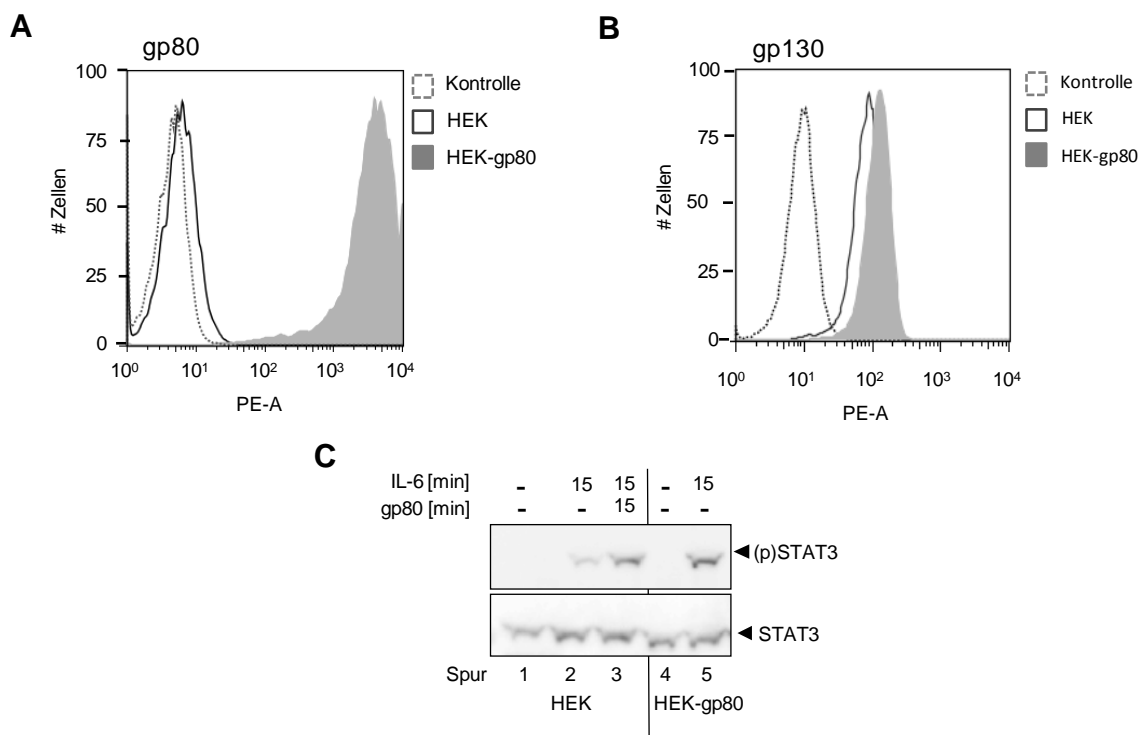 A
gp80
100
75
50
25
0
# Zellen
10⁰ 10¹ 10² 10³ 10⁴
PE-A
Kontrolle
HEK
HEK-gp80
B
gp130
100
75
50
25
0
# Zellen
10⁰ 10¹ 10² 10³ 10⁴
PE-A
Kontrolle
HEK
HEK-gp80
C
IL-6 [min] - 15 15 - 15
gp80 [min] - - 15 - -
(p)STAT3
STAT3
Spur 1 2 3 4 5
HEK HEK-gp80